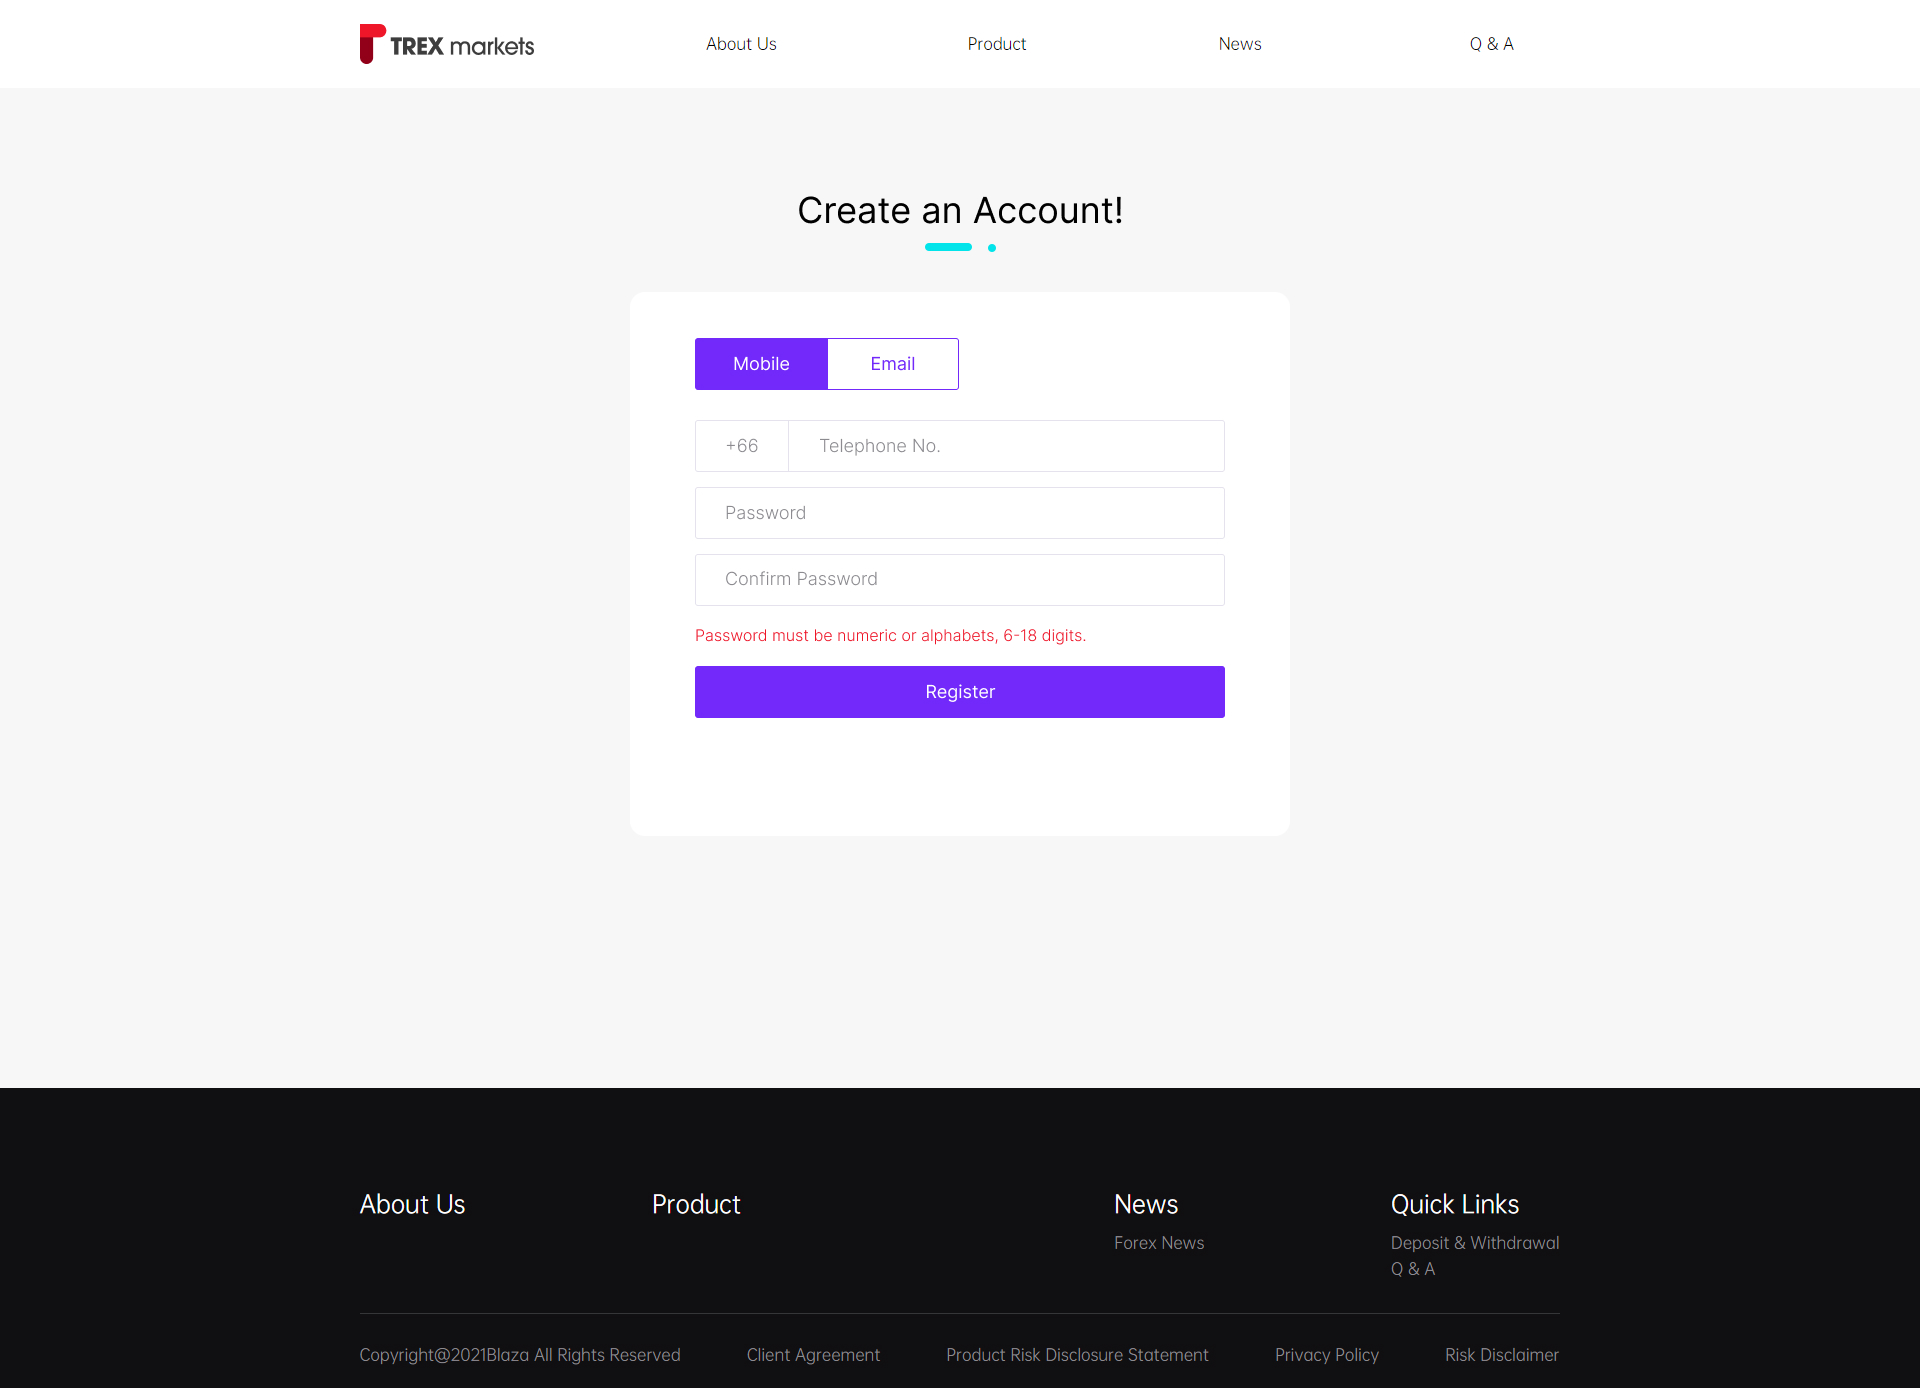 TREX markets
About Us
Product
News
Q & A
Create an Account!
Mobile
Email
+66
Telephone No.
Password
Confirm Password
Password must be numeric or alphabets, 6-18 digits.
Register
About Us
Product
News
Forex News
Quick Links
Deposit & Withdrawal
Q & A
Copyright@2021Blaza All Rights Reserved
Client Agreement
Product Risk Disclosure Statement
Privacy Policy
Risk Disclaimer